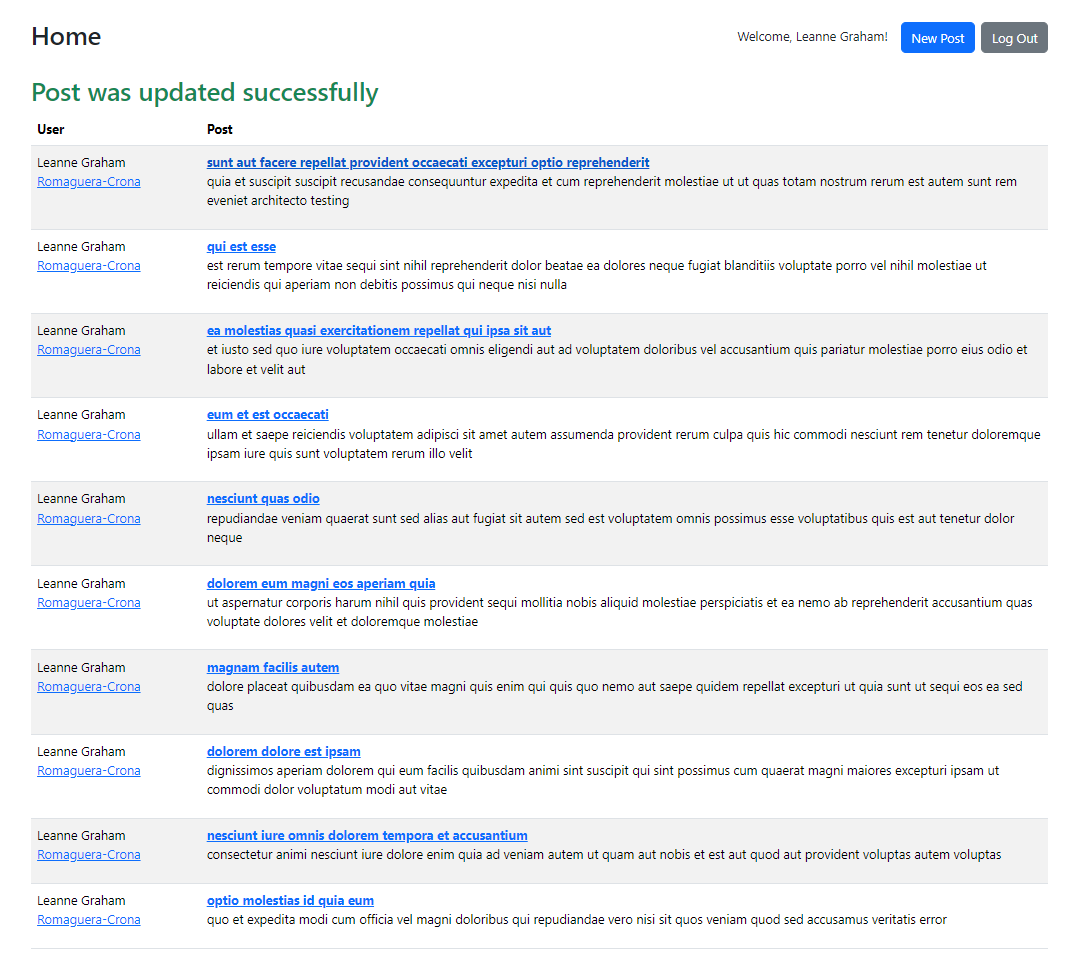 Home
Welcome, Leanne Graham! New Post Log Out
Post was updated successfully
User Post
Leanne Graham sunt aut facere repellat provident occaecati excepturi optio reprehenderit
Romaguera-Crona quia et suscipit suscipit recusandae consequuntur expedita et cum reprehenderit molestiae ut ut quas totam nostrum rerum est autem sunt rem
eveniet architecto testing
Leanne Graham qui est esse
Romaguera-Crona est rerum tempore vitae sequi sint nihil reprehenderit dolor beatae ea dolores neque fugiat blanditiis voluptate porro vel nihil molestiae ut
reiciendis qui aperiam non debitis possimus qui neque nisi nulla
Leanne Graham ea molestias quasi exercitationem repellat qui ipsa sit aut
Romaguera-Crona et iusto sed quo iure voluptatem occaecati omnis eligendi aut ad voluptatem doloribus vel accusantium quis pariatur molestiae porro eius odio et
labore et velit aut
Leanne Graham eum et est occaecati
Romaguera-Crona ullam et saepe reiciendis voluptatem adipisci sit amet autem assumenda provident rerum culpa quis hic commodi nesciunt rem tenetur doloremque
ipsam iure quis sunt voluptatem rerum illo velit
Leanne Graham nesciunt quas odio
Romaguera-Crona repudiandae veniam quaerat sunt sed alias aut fugiat sit autem sed est voluptatem omnis possimus esse voluptatibus quis est aut tenetur dolor
neque
Leanne Graham dolorem eum magni eos aperiam quia
Romaguera-Crona ut aspernatur corporis harum nihil quis provident sequi mollitia nobis aliquid molestiae perspiciatis et ea nemo ab reprehenderit accusantium quas
voluptate dolores velit et doloremque molestiae
Leanne Graham magnam facilis autem
Romaguera-Crona dolore placeat quibusdam ea quo vitae magni quis enim qui quis quo nemo aut saepe quidem repellat excepturi ut quia sunt ut sequi eos ea sed
quas
Leanne Graham dolorem dolore est ipsam
Romaguera-Crona dignissimos aperiam dolorem qui eum facilis quibusdam animi sint suscipit qui sint possimus cum quaerat magni maiores excepturi ipsam ut
commodi dolor voluptatum modi aut vitae
Leanne Graham nesciunt iure omnis dolorem tempora et accusantium
Romaguera-Crona consectetur animi nesciunt iure dolore enim quia ad veniam autem ut quam aut nobis et est aut quod aut provident voluptas autem voluptas
Leanne Graham optio molestias id quia eum
Romaguera-Crona quo et expedita modi cum officia vel magni doloribus qui repudiandae vero nisi sit quos veniam quod sed accusamus veritatis error